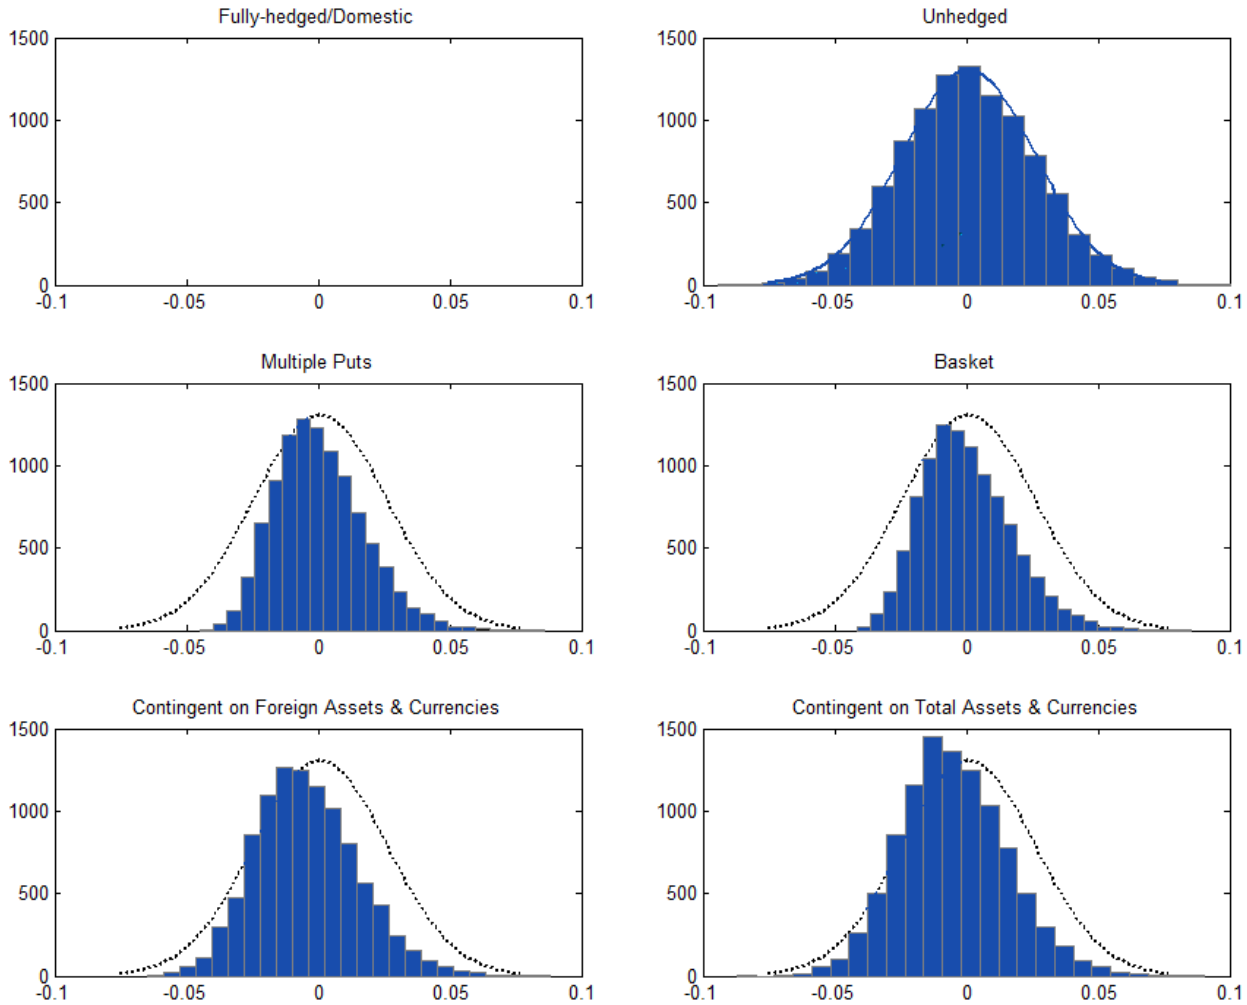 Fully-hedged/Domestic
1500
1000
500
0
-0.1 -0.05 0 0.05 0.1
Unhedged
1500
1000
500
0
-0.1 -0.05 0 0.05 0.1
Multiple Puts
1500
1000
500
0
-0.1 -0.05 0 0.05 0.1
Basket
1500
1000
500
0
-0.1 -0.05 0 0.05 0.1
Contingent on Foreign Assets & Currencies
1500
1000
500
0
-0.1 -0.05 0 0.05 0.1
Contingent on Total Assets & Currencies
1500
1000
500
0
-0.1 -0.05 0 0.05 0.1